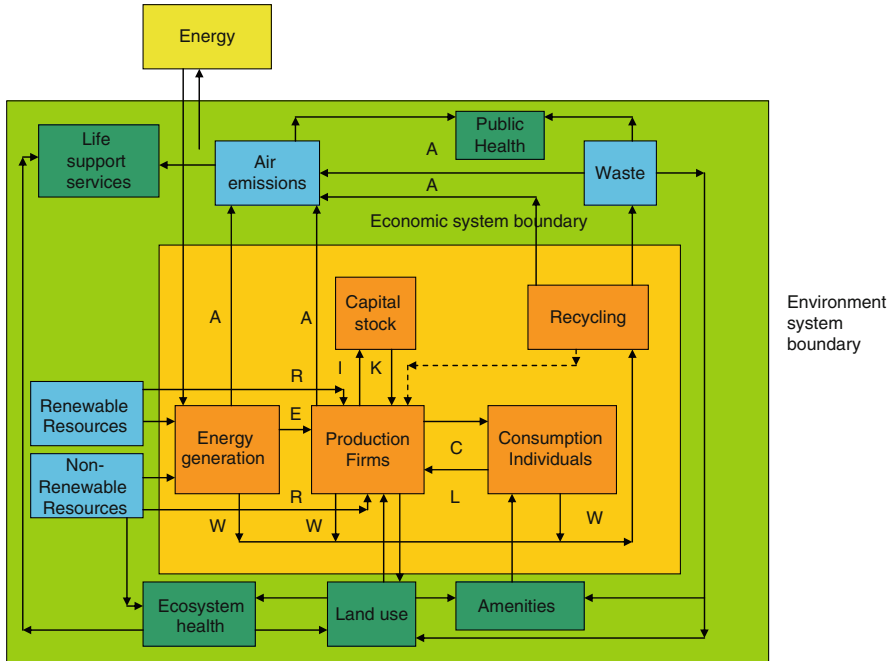 Energy
Life
support
services
Air
emissions
Public
Health
Waste
A
A
Economic system boundary
Environment
system
boundary
Capital
stock
Recycling
A
A
I
K
R
Renewable
Resources
Energy
generation
E
Production
Firms
C
Consumption
Individuals
Non-
Renewable
Resources
R
L
W
W
W
Ecosystem
health
Land use
Amenities